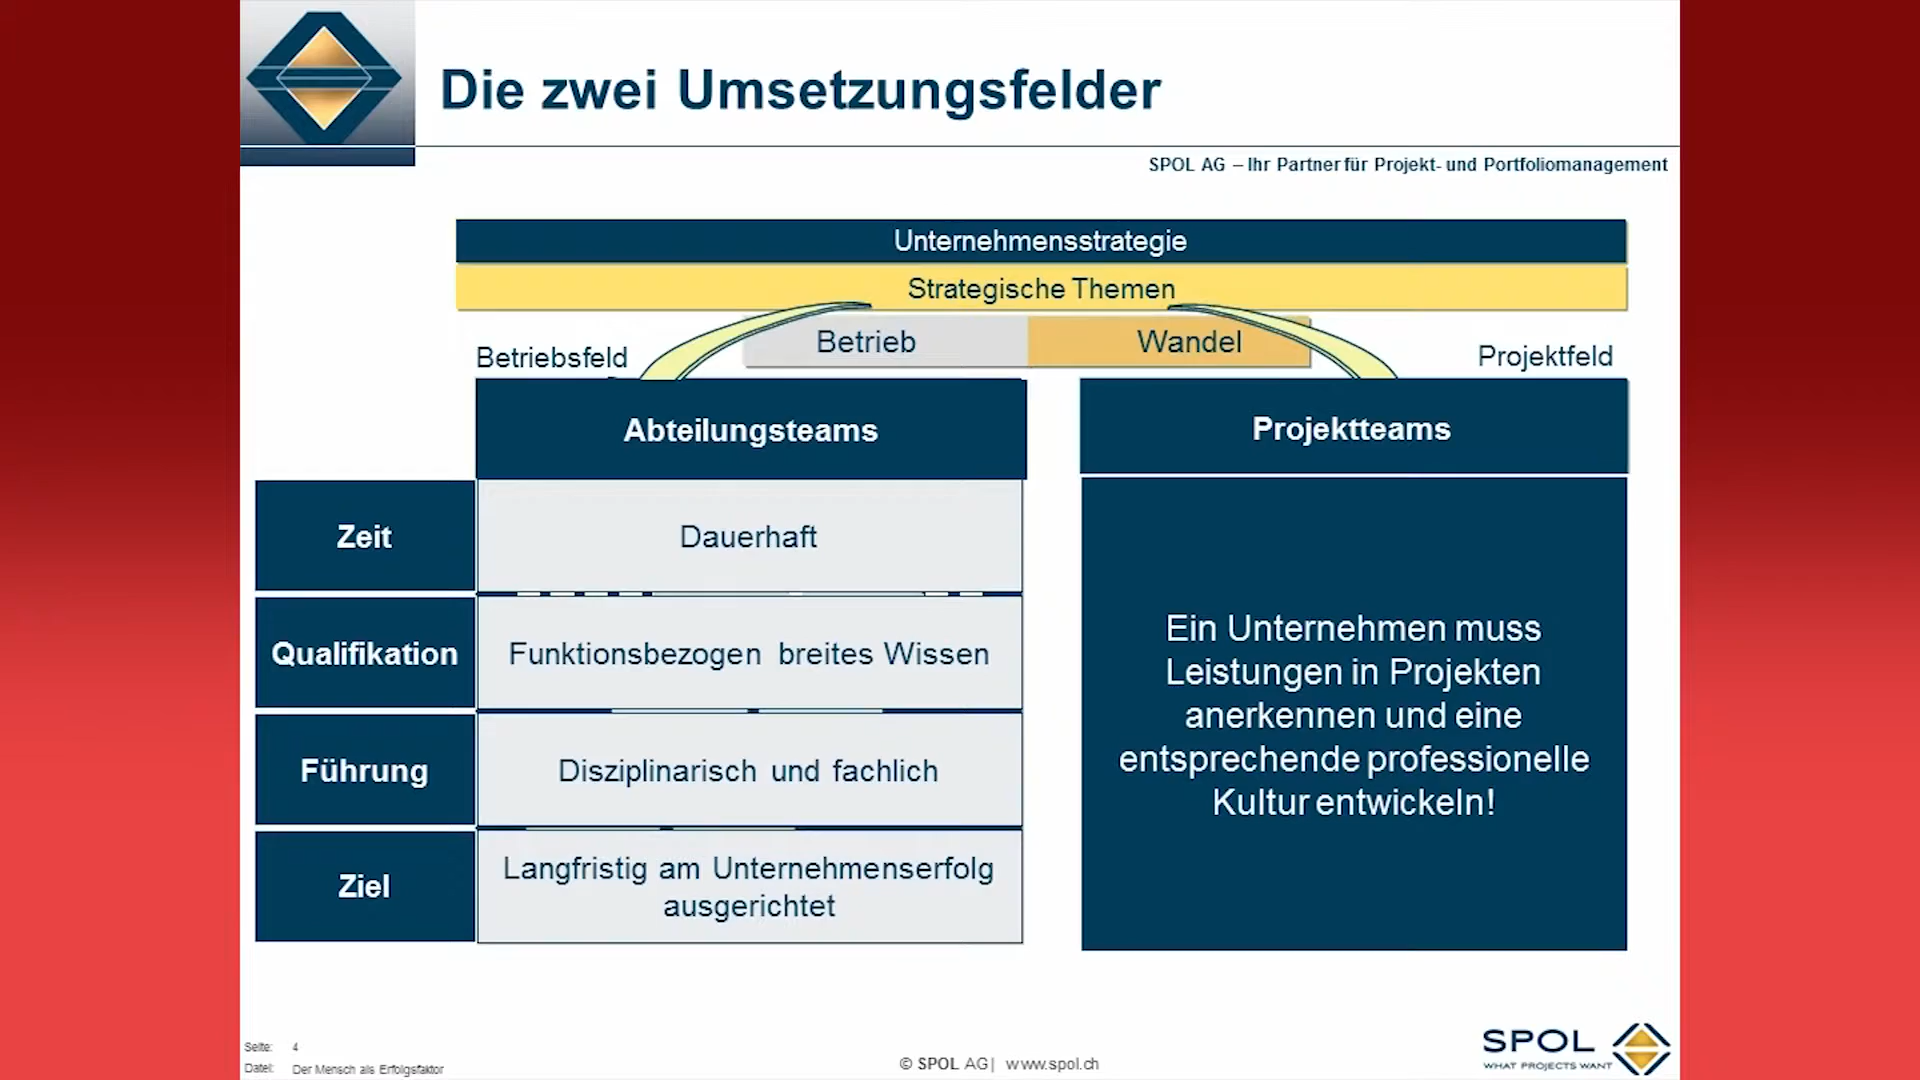 Die zwei Umsetzungsfelder
SPOL AG – Ihr Partner für Projekt- und Portfoliomanagement
Unternehmensstrategie
Strategische Themen
Betrieb
Wandel
Betriebsfeld
Projektfeld
Abteilungsteams
Projektteams
Zeit
Dauerhaft
Qualifikation
Funktionsbezogen breites Wissen
Führung
Disziplinarisch und fachlich
Ziel
Langfristig am Unternehmenserfolg
ausgerichtet
Ein Unternehmen muss
Leistungen in Projekten
anerkennen und eine
entsprechende professionelle
Kultur entwickeln!
Seite: 4
Datei: Der Mensch als Erfolgsfaktor
© SPOL AG| www.spol.ch
SPOL
WHAT PROJECTS WANT